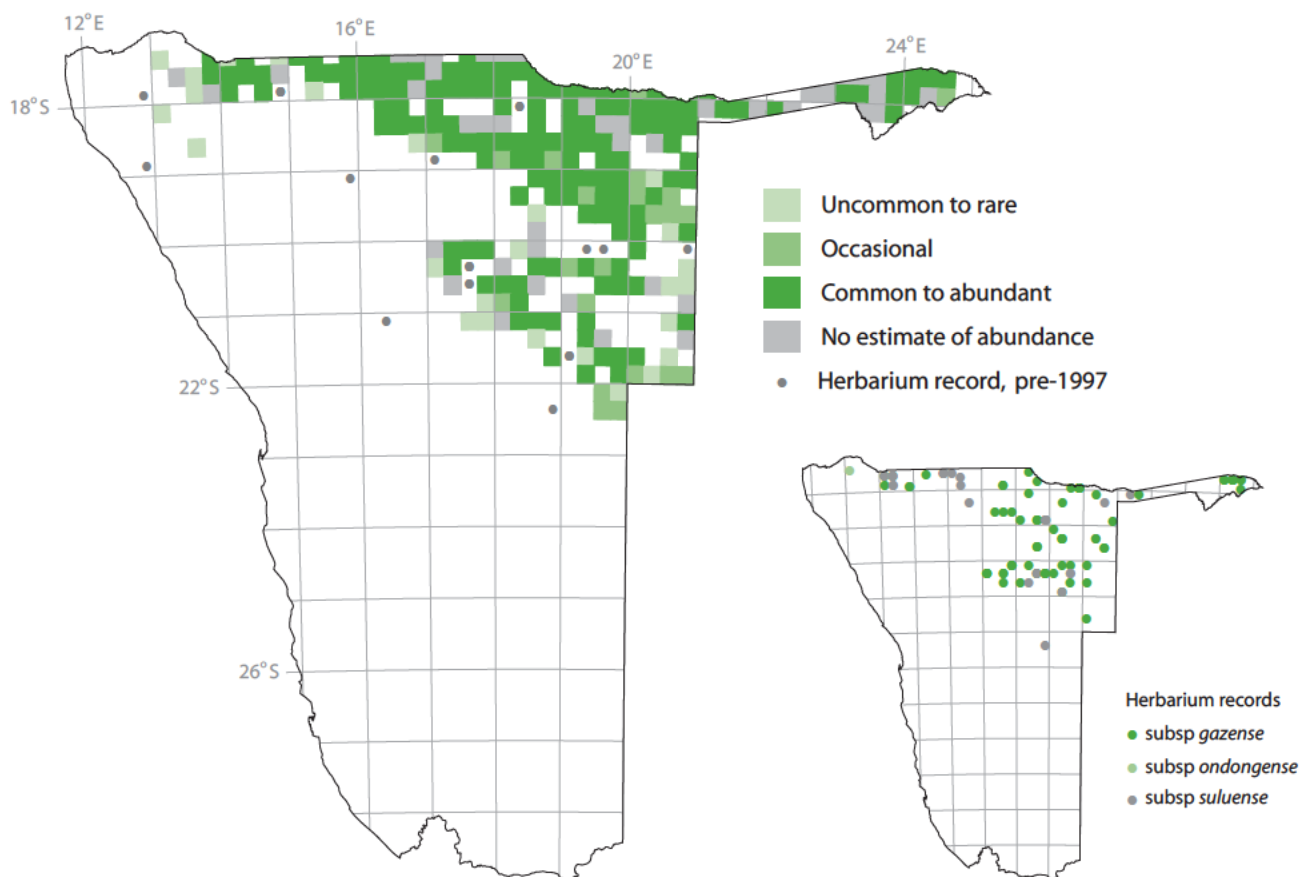 12°E
16°E
20°E
24°E
18°S
22°S
26°S
Uncommon to rare
Occasional
Common to abundant
No estimate of abundance
Herbarium record, pre-1997
Herbarium records
subsp gazense
subsp ondongense
subsp suluense